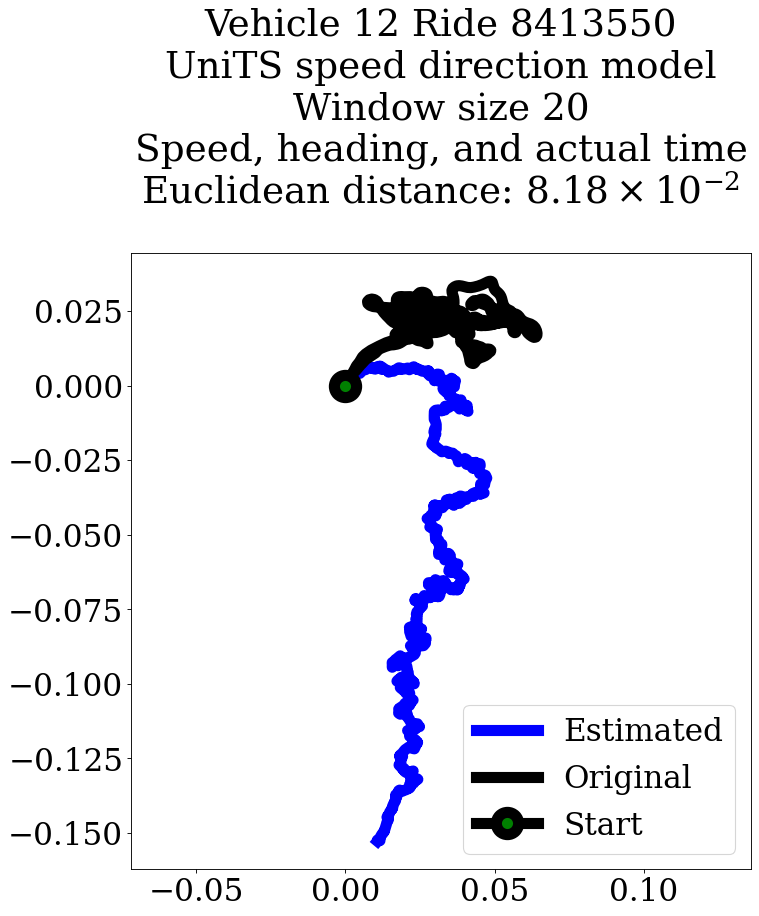 Vehicle 12 Ride 8413550
UniTS speed direction model
Window size 20
Speed, heading, and actual time
Euclidean distance: 8.18 × 10⁻²
0.025
0.000
−0.025
−0.050
−0.075
−0.100
−0.125
−0.150
Estimated
Original
Start
−0.05 0.00 0.05 0.10